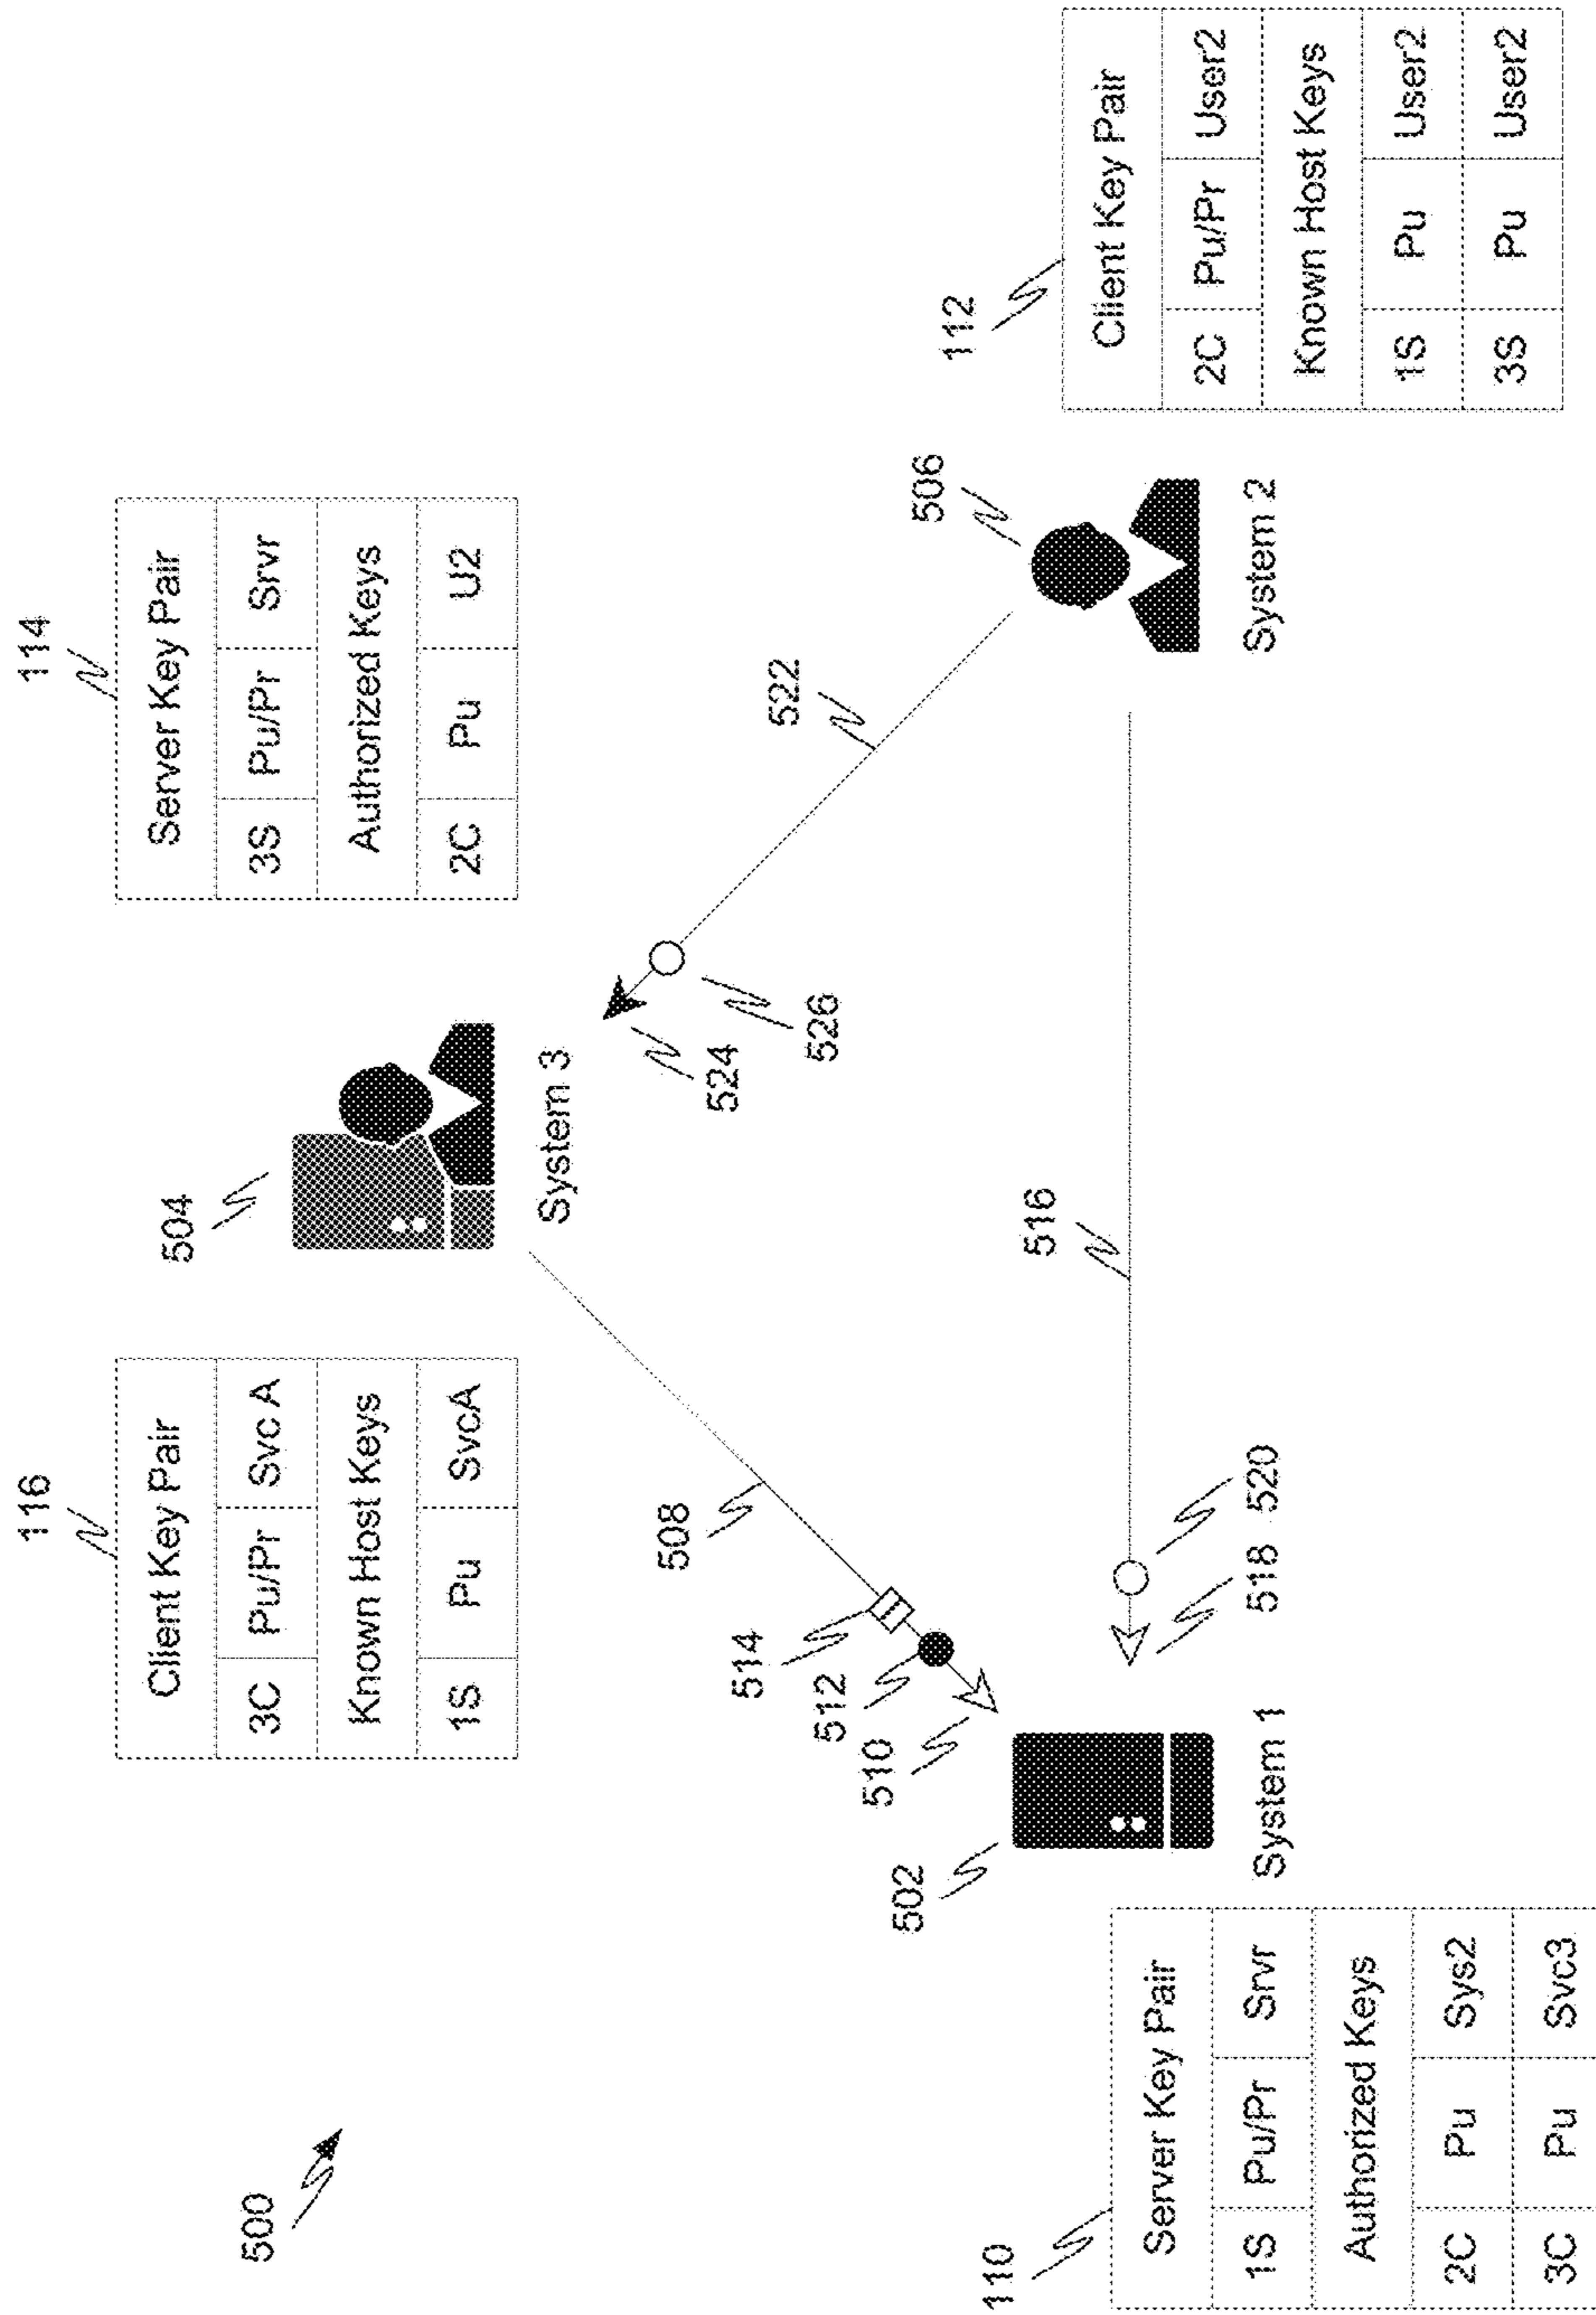 500
116
Client Key Pair
3C Pu/Pr Svc A
Known Host Keys
1S Pu SvcA
504
System 3
114
Server Key Pair
3S Pu/Pr Srvr
Authorized Keys
2C Pu U2
508
514
512
510
524
526
522
516
520
518
502
System 1
506
System 2
110
Server Key Pair
1S Pu/Pr Srvr
Authorized Keys
2C Pu Sys2
3C Pu Svc3
112
Client Key Pair
2C Pu/Pr User2
Known Host Keys
1S Pu User2
3S Pu User2